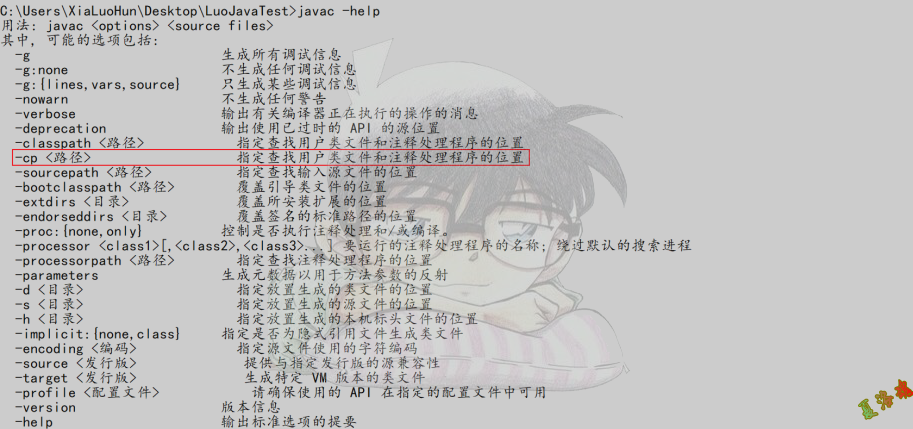 C:\Users\XiaLuoHun\Desktop\LuoJavaTest>javac -help
用法: javac <options> <source files>
其中, 可能的选项包括:
-g 生成所有调试信息
-g:none 不生成任何调试信息
-g:{lines,vars,source} 只生成某些调试信息
-nowarn 不生成任何警告
-verbose 输出有关编译器正在执行的操作的消息
-deprecation 输出使用已过时的 API 的源位置
-classpath <路径> 指定查找用户类文件和注释处理程序的位置
-cp <路径> 指定查找用户类文件和注释处理程序的位置
-sourcepath <路径> 指定查找输入源文件的位置
-bootclasspath <路径> 覆盖引导类文件的位置
-extdirs <目录> 覆盖所安装扩展的位置
-endorseddirs <目录> 覆盖签名的标准路径的位置
-proc:{none,only} 控制是否执行注释处理和/或编译。
-processor <class1>[,<class2>,<class3>...] 要运行的注释处理程序的名称; 绕过默认的搜索进程
-processorpath <路径> 指定查找注释处理程序的位置
-parameters 生成元数据以用于方法参数的反射
-d <目录> 指定放置生成的类文件的位置
-s <目录> 指定放置生成的源文件的位置
-h <目录> 指定放置生成的本机标头文件的位置
-implicit:{none,class} 指定是否为隐式引用文件生成类文件
-encoding <编码> 指定源文件使用的字符编码
-source <发行版> 提供与指定发行版的源兼容性
-target <发行版> 生成特定 VM 版本的类文件
-profile <配置文件> 请确保使用的 API 在指定的配置文件中可用
-version 版本信息
-help 输出标准选项的提要